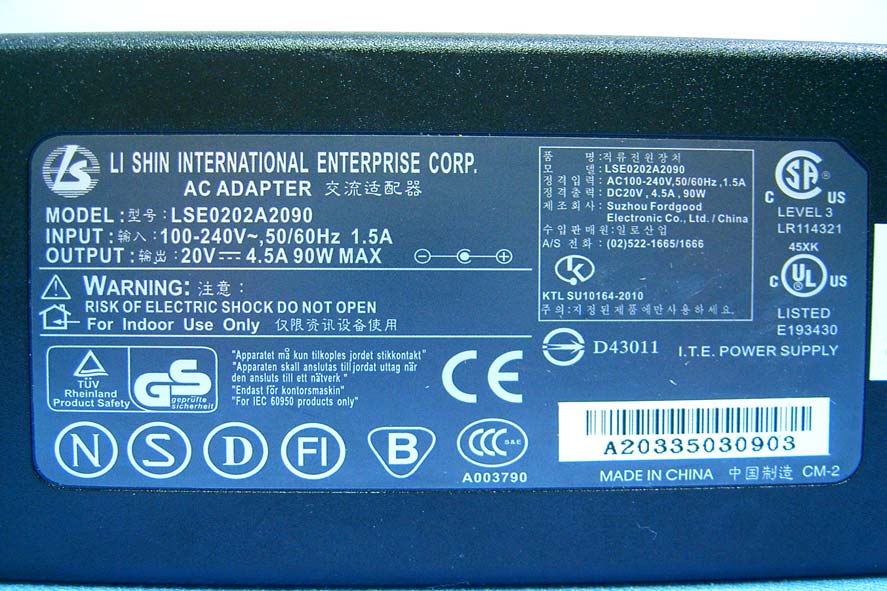 LS
LI SHIN INTERNATIONAL ENTERPRISE CORP.
AC ADAPTER 交流适配器
MODEL : 型号 : LSE0202A2090
INPUT : 输入 : 100-240V~,50/60Hz 1.5A
OUTPUT : 输出 : 20V 4.5A 90W MAX
WARNING: 注意 :
RISK OF ELECTRIC SHOCK DO NOT OPEN
For Indoor Use Only 仅限资讯设备使用
TÜV
Rheinland
Product Safety
GS
geprüfte
sicherheit
"Apparatet må kun tilkoples jordet stikkontakt"
"Apparaten skall anslutas till jordat uttag når
den ansluts till ett nätverk"
"Endast för kontorsmaskin"
"For IEC 60950 products only"
CE
N S D FI B CCC S&E
A003790
품 명 : 직류전원장치
모 델 : LSE0202A2090
정격입력 : AC100-240V,50/60Hz ,1.5A
정격출력 : DC20V , 4.5A, 90W
제조회사 : Suzhou Fordgood
Electronic Co., Ltd. / China
수입판매원 : 일로산업
A/S 전화 : (02)522-1665/1666
K
KTL SU10164-2010
주의 : 지정된 제품에만 사용하세요.
D43011
SA ®
C US
LEVEL 3
LR114321
45XK
C UL US
LISTED
E193430
I.T.E. POWER SUPPLY
A20335030903
MADE IN CHINA 中国制造 CM-2